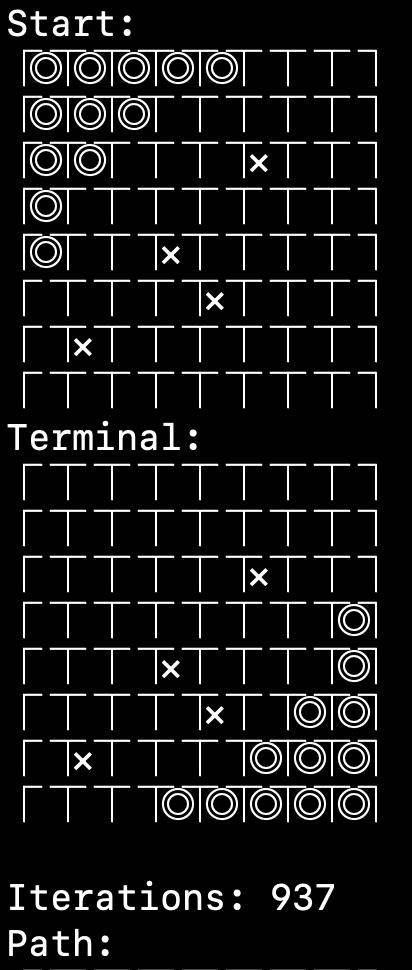 Start:
◎ ◎ ◎ ◎ ◎
◎ ◎ ◎
◎ ◎ ×
◎
◎ ×
×
×
Terminal:
×
◎
× ◎
× ◎ ◎
× ◎ ◎ ◎
◎ ◎ ◎ ◎ ◎
Iterations: 937
Path: